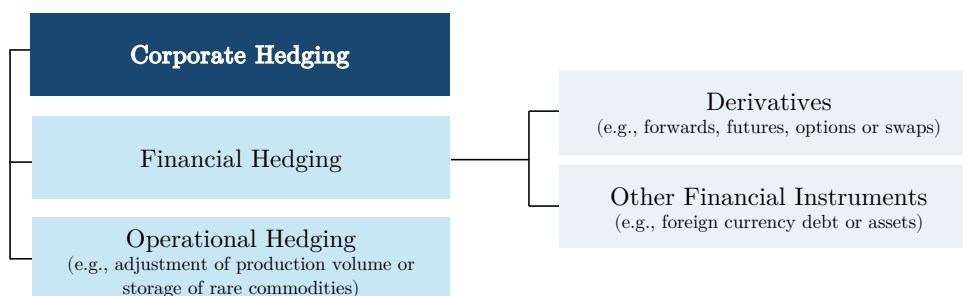 Corporate Hedging
Financial Hedging
Operational Hedging
(e.g., adjustment of production volume or
storage of rare commodities)
Derivatives
(e.g., forwards, futures, options or swaps)
Other Financial Instruments
(e.g., foreign currency debt or assets)